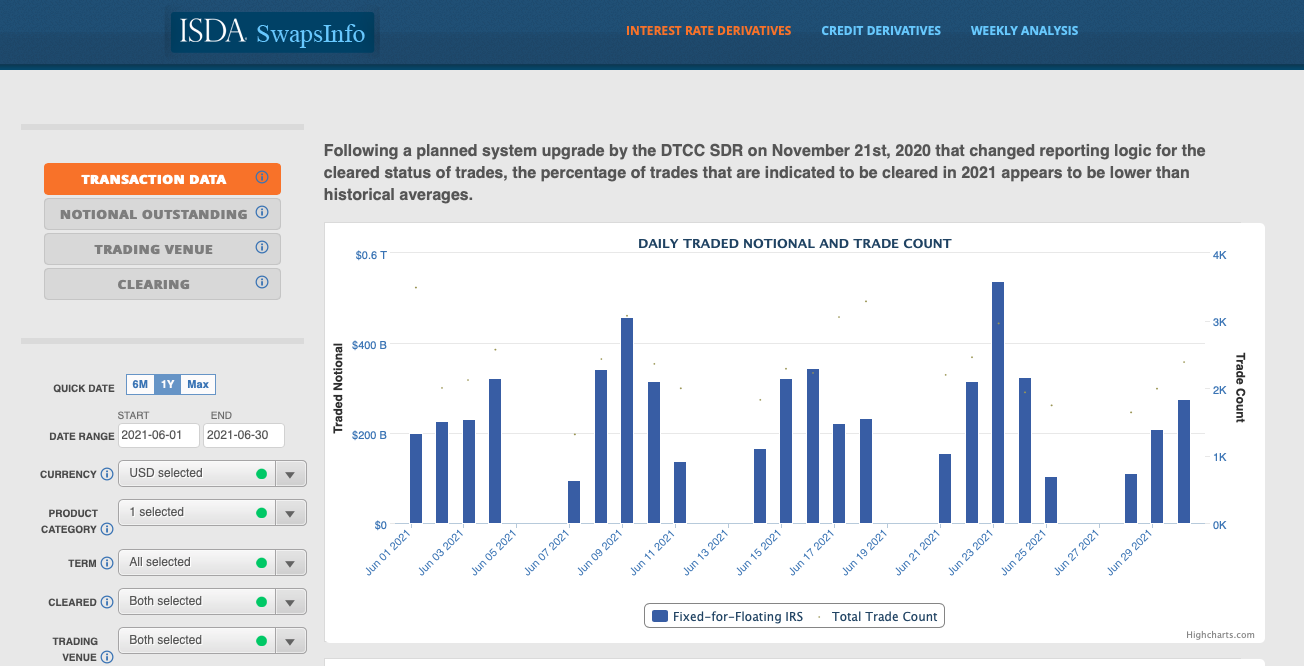 ISDA SwapsInfo
INTEREST RATE DERIVATIVES
CREDIT DERIVATIVES
WEEKLY ANALYSIS
TRANSACTION DATA
NOTIONAL OUTSTANDING
TRADING VENUE
CLEARING
QUICK DATE
6M 1Y Max
START END
DATE RANGE 2021-06-01 2021-06-30
CURRENCY USD selected
PRODUCT
CATEGORY
1 selected
TERM All selected
CLEARED Both selected
TRADING
VENUE
Both selected
Following a planned system upgrade by the DTCC SDR on November 21st, 2020 that changed reporting logic for the
cleared status of trades, the percentage of trades that are indicated to be cleared in 2021 appears to be lower than
historical averages.
DAILY TRADED NOTIONAL AND TRADE COUNT
Traded Notional
$0.6 T
$400 B
$200 B
$0
4K
3K
2K
1K
0K
Trade Count
Jun 01 2021
Jun 03 2021
Jun 05 2021
Jun 07 2021
Jun 09 2021
Jun 11 2021
Jun 13 2021
Jun 15 2021
Jun 17 2021
Jun 19 2021
Jun 21 2021
Jun 23 2021
Jun 25 2021
Jun 27 2021
Jun 29 2021
Fixed-for-Floating IRS
Total Trade Count
Highcharts.com